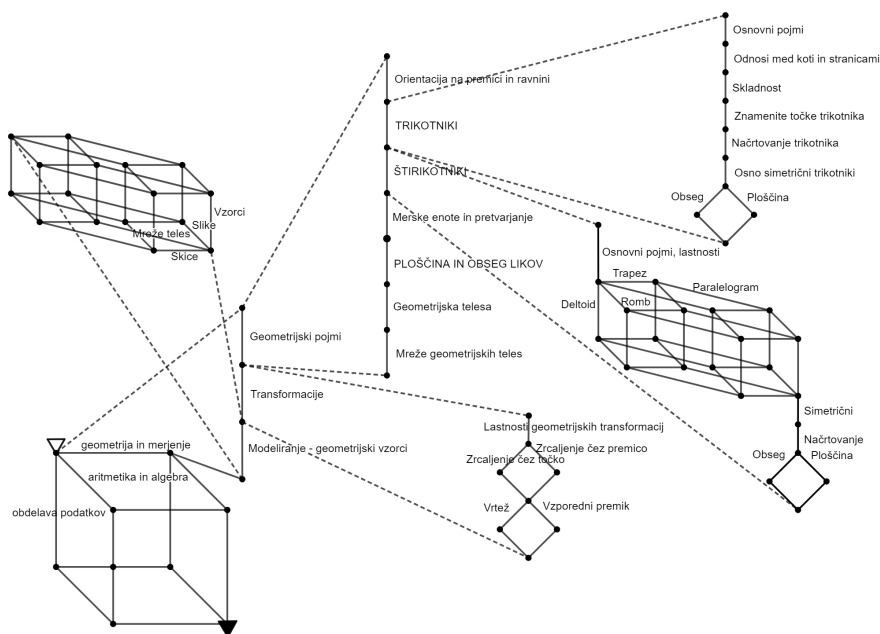 Osnovni pojmi
Odnosi med koti in stranicami
Skladnost
Znamenite točke trikotnika
Načrtovanje trikotnika
Osno simetrični trikotniki
Obseg
Ploščina
Orientacija na premici in ravnini
TRIKOTNIKI
ŠTIRIKOTNIKI
Merske enote in pretvarjanje
PLOŠČINA IN OBSEG LIKOV
Geometrijska telesa
Mreže geometrijskih teles
Vzorci
Slike
Mreže teles
Skice
Osnovni pojmi, lastnosti
Trapez
Paralelogram
Deltoid
Romb
Simetrični
Načrtovanje
Obseg
Ploščina
Geometrijski pojmi
Transformacije
Modeliranje - geometrijski vzorci
Lastnosti geometrijskih transformacij
Zrcaljenje čez premico
Zrcaljenje čez točko
Vrtež
Vzporedni premik
geometrija in merjenje
aritmetika in algebra
obdelava podatkov